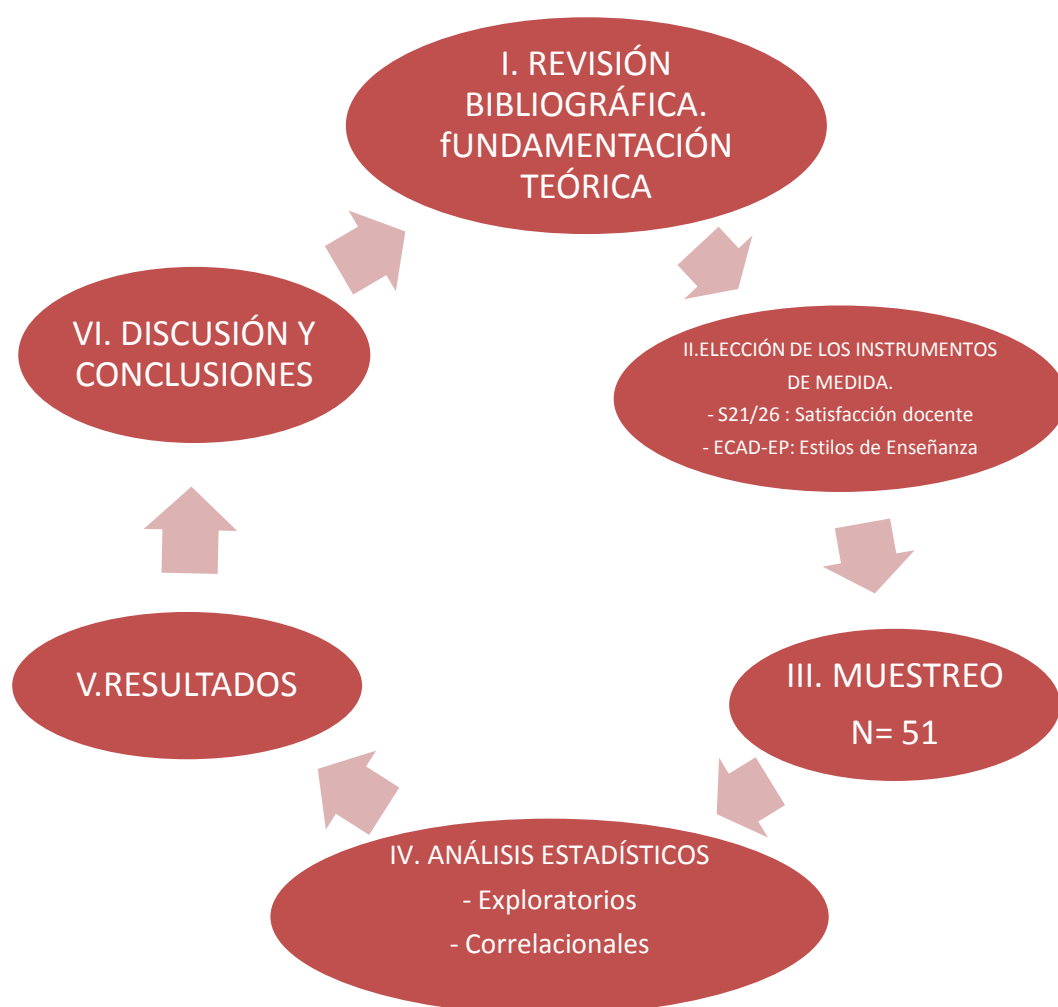 I. REVISIÓN
BIBLIOGRÁFICA.
fUNDAMENTACIÓN
TEÓRICA
II.ELECCIÓN DE LOS INSTRUMENTOS
DE MEDIDA.
- S21/26 : Satisfacción docente
- ECAD-EP: Estilos de Enseñanza
III. MUESTREO
N= 51
IV. ANÁLISIS ESTADÍSTICOS
- Exploratorios
- Correlacionales
V.RESULTADOS
VI. DISCUSIÓN Y
CONCLUSIONES